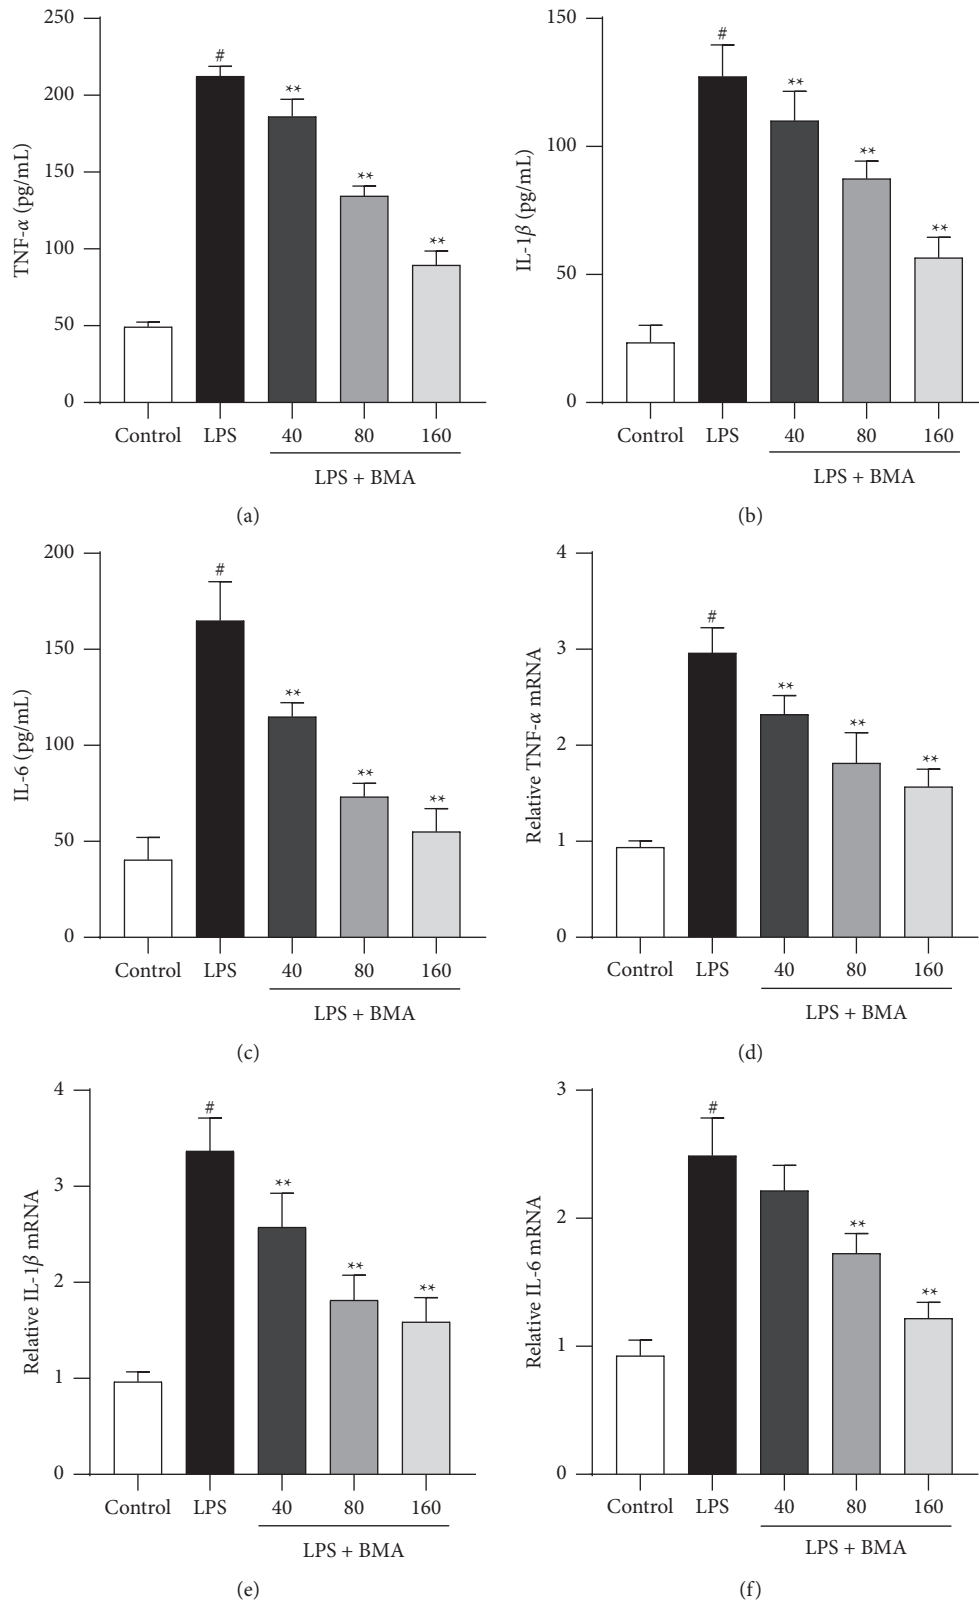 250
200
150
100
50
0
TNF-α (pg/mL)
#
**
**
**
Control LPS 40 80 160
LPS + BMA
(a)
150
100
50
0
IL-1β (pg/mL)
#
**
**
**
Control LPS 40 80 160
LPS + BMA
(b)
200
150
100
50
0
IL-6 (pg/mL)
#
**
**
**
Control LPS 40 80 160
LPS + BMA
(c)
4
3
2
1
0
Relative TNF-α mRNA
#
**
**
**
Control LPS 40 80 160
LPS + BMA
(d)
4
3
2
1
0
Relative IL-1β mRNA
#
**
**
**
Control LPS 40 80 160
LPS + BMA
(e)
3
2
1
0
Relative IL-6 mRNA
#
**
**
Control LPS 40 80 160
LPS + BMA
(f)